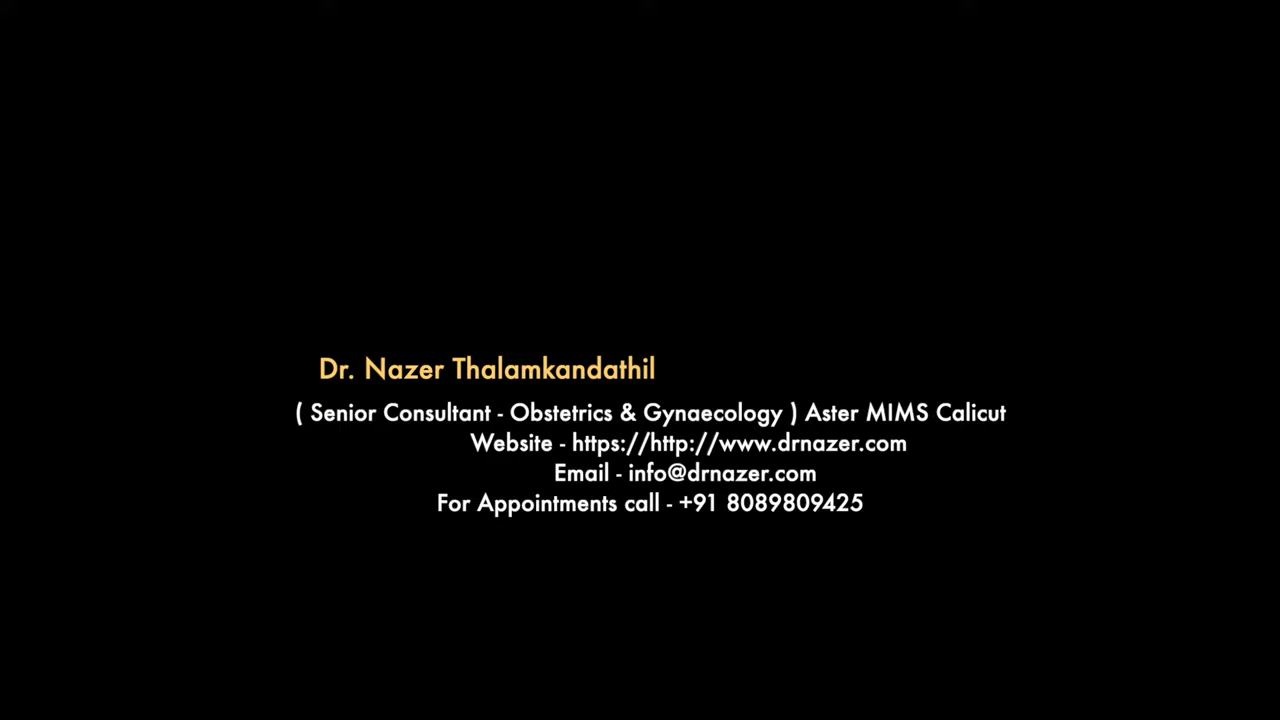 Dr. Nazer Thalamkandathil
( Senior Consultant - Obstetrics & Gynaecology ) Aster MIMS Calicut
Website - https://http://www.drnazer.com
Email - info@drnazer.com
For Appointments call - +91 8089809425